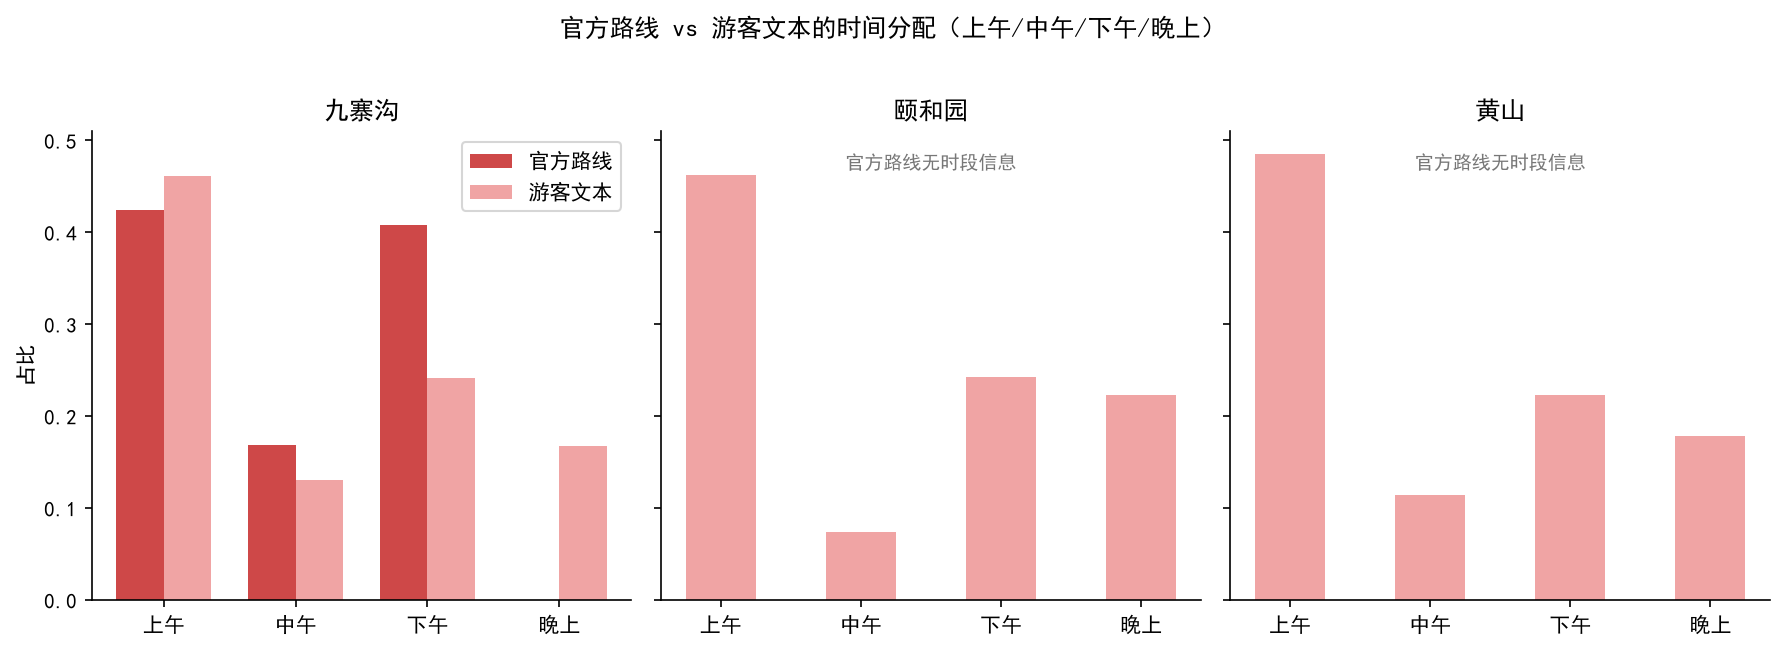 官方路线 vs 游客文本的时间分配（上午/中午/下午/晚上）
九寨沟
官方路线
游客文本
占比
0.5
0.4
0.3
0.2
0.1
0.0
上午 中午 下午 晚上
颐和园
官方路线无时段信息
上午 中午 下午 晚上
黄山
官方路线无时段信息
上午 中午 下午 晚上